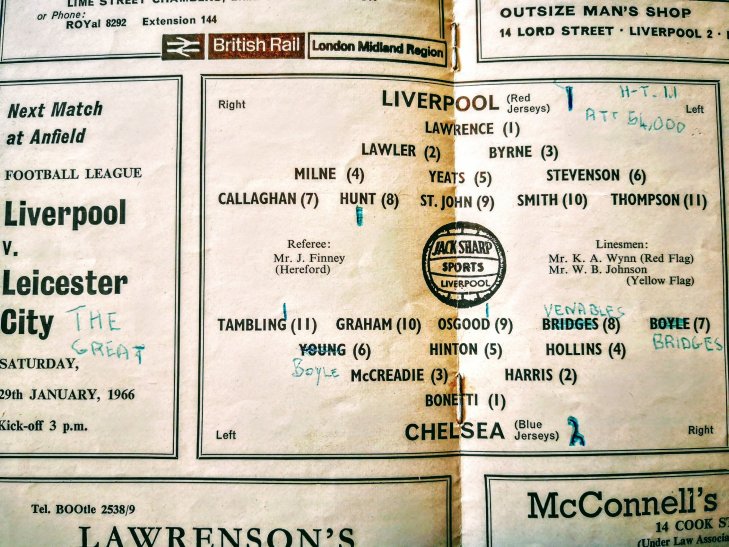 LIME STREET CHAMBERS,
or Phone:
ROYal 8292 Extension 144
British Rail London Midland Region
OUTSIZE MAN'S SHOP
14 LORD STREET · LIVERPOOL 2 ·
Next Match
at Anfield
FOOTBALL LEAGUE
Liverpool
v.
Leicester
City THE
GREAT
SATURDAY,
29th JANUARY, 1966
Kick-off 3 p.m.
Right LIVERPOOL (Red Jerseys) 1 H-T. 1.1 Left
ATT 54,000
LAWRENCE (1)
LAWLER (2) BYRNE (3)
MILNE (4) YEATS (5) STEVENSON (6)
CALLAGHAN (7) HUNT (8) ST. JOHN (9) SMITH (10) THOMPSON (11)
Referee:
Mr. J. Finney
(Hereford)
JACK SHARP
SPORTS
LIVERPOOL
Linesmen:
Mr. K. A. Wynn (Red Flag)
Mr. W. B. Johnson
(Yellow Flag)
VENABLES
TAMBLING (11) GRAHAM (10) OSGOOD (9) BRIDGES (8) BOYLE (7)
BRIDGES
YOUNG (6) HINTON (5) HOLLINS (4)
Boyle McCREADIE (3) HARRIS (2)
BONETTI (1)
Left CHELSEA (Blue Jerseys) 2 Right
Tel. BOOtle 2538/9
LAWRENSON'S
McConnell's
14 COOK ST
(Under Law Associa